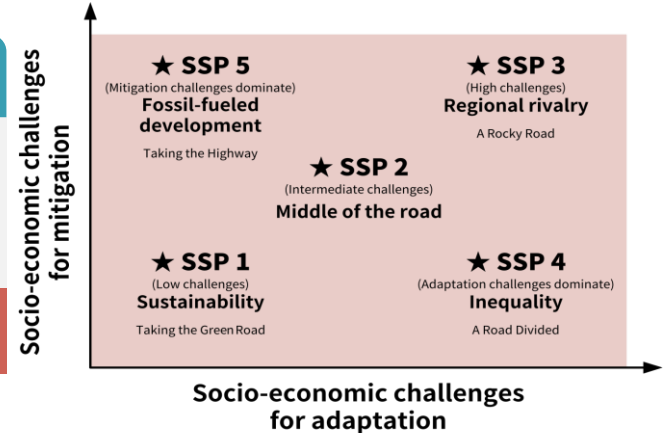 Socio-economic challenges
for mitigation
★ SSP 5
(Mitigation challenges dominate)
Fossil-fueled
development
Taking the Highway
★ SSP 3
(High challenges)
Regional rivalry
A Rocky Road
★ SSP 2
(Intermediate challenges)
Middle of the road
★ SSP 1
(Low challenges)
Sustainability
Taking the Green Road
★ SSP 4
(Adaptation challenges dominate)
Inequality
A Road Divided
Socio-economic challenges
for adaptation